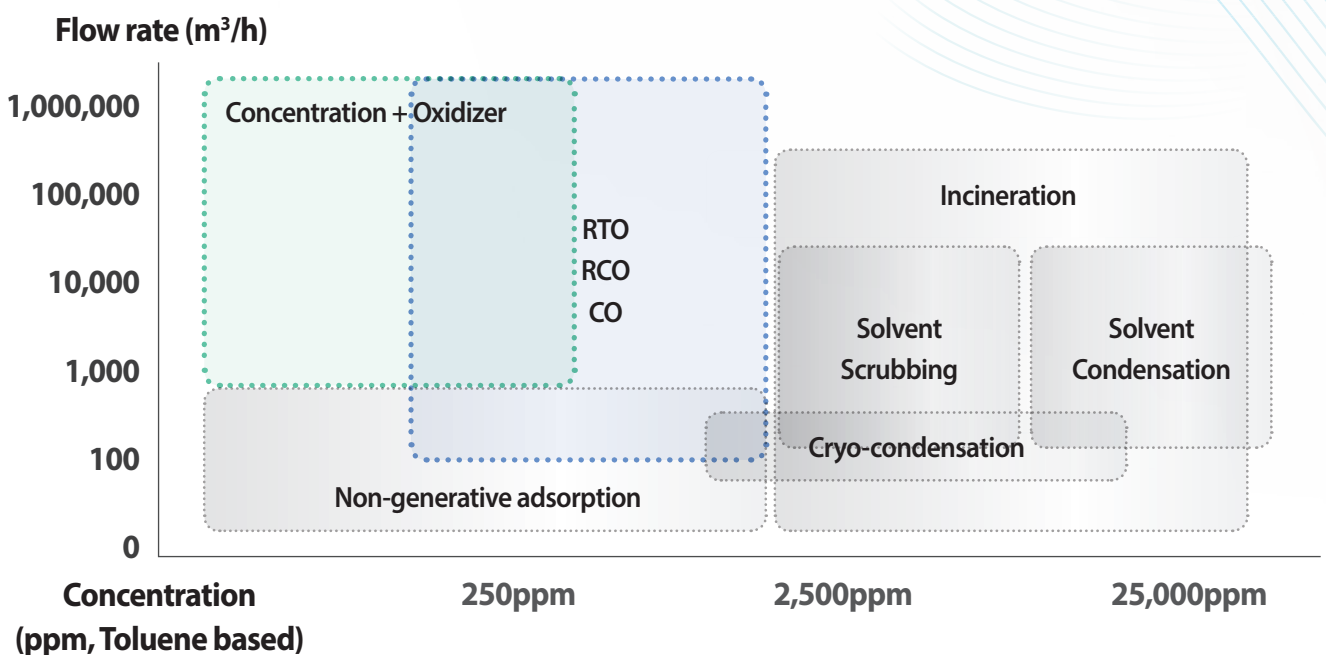 Flow rate (m³/h)
1,000,000
100,000
10,000
1,000
100
0
Concentration + Oxidizer
RTO
RCO
CO
Incineration
Solvent
Scrubbing
Solvent
Condensation
Cryo-condensation
Non-generative adsorption
Concentration
(ppm, Toluene based)
250ppm
2,500ppm
25,000ppm